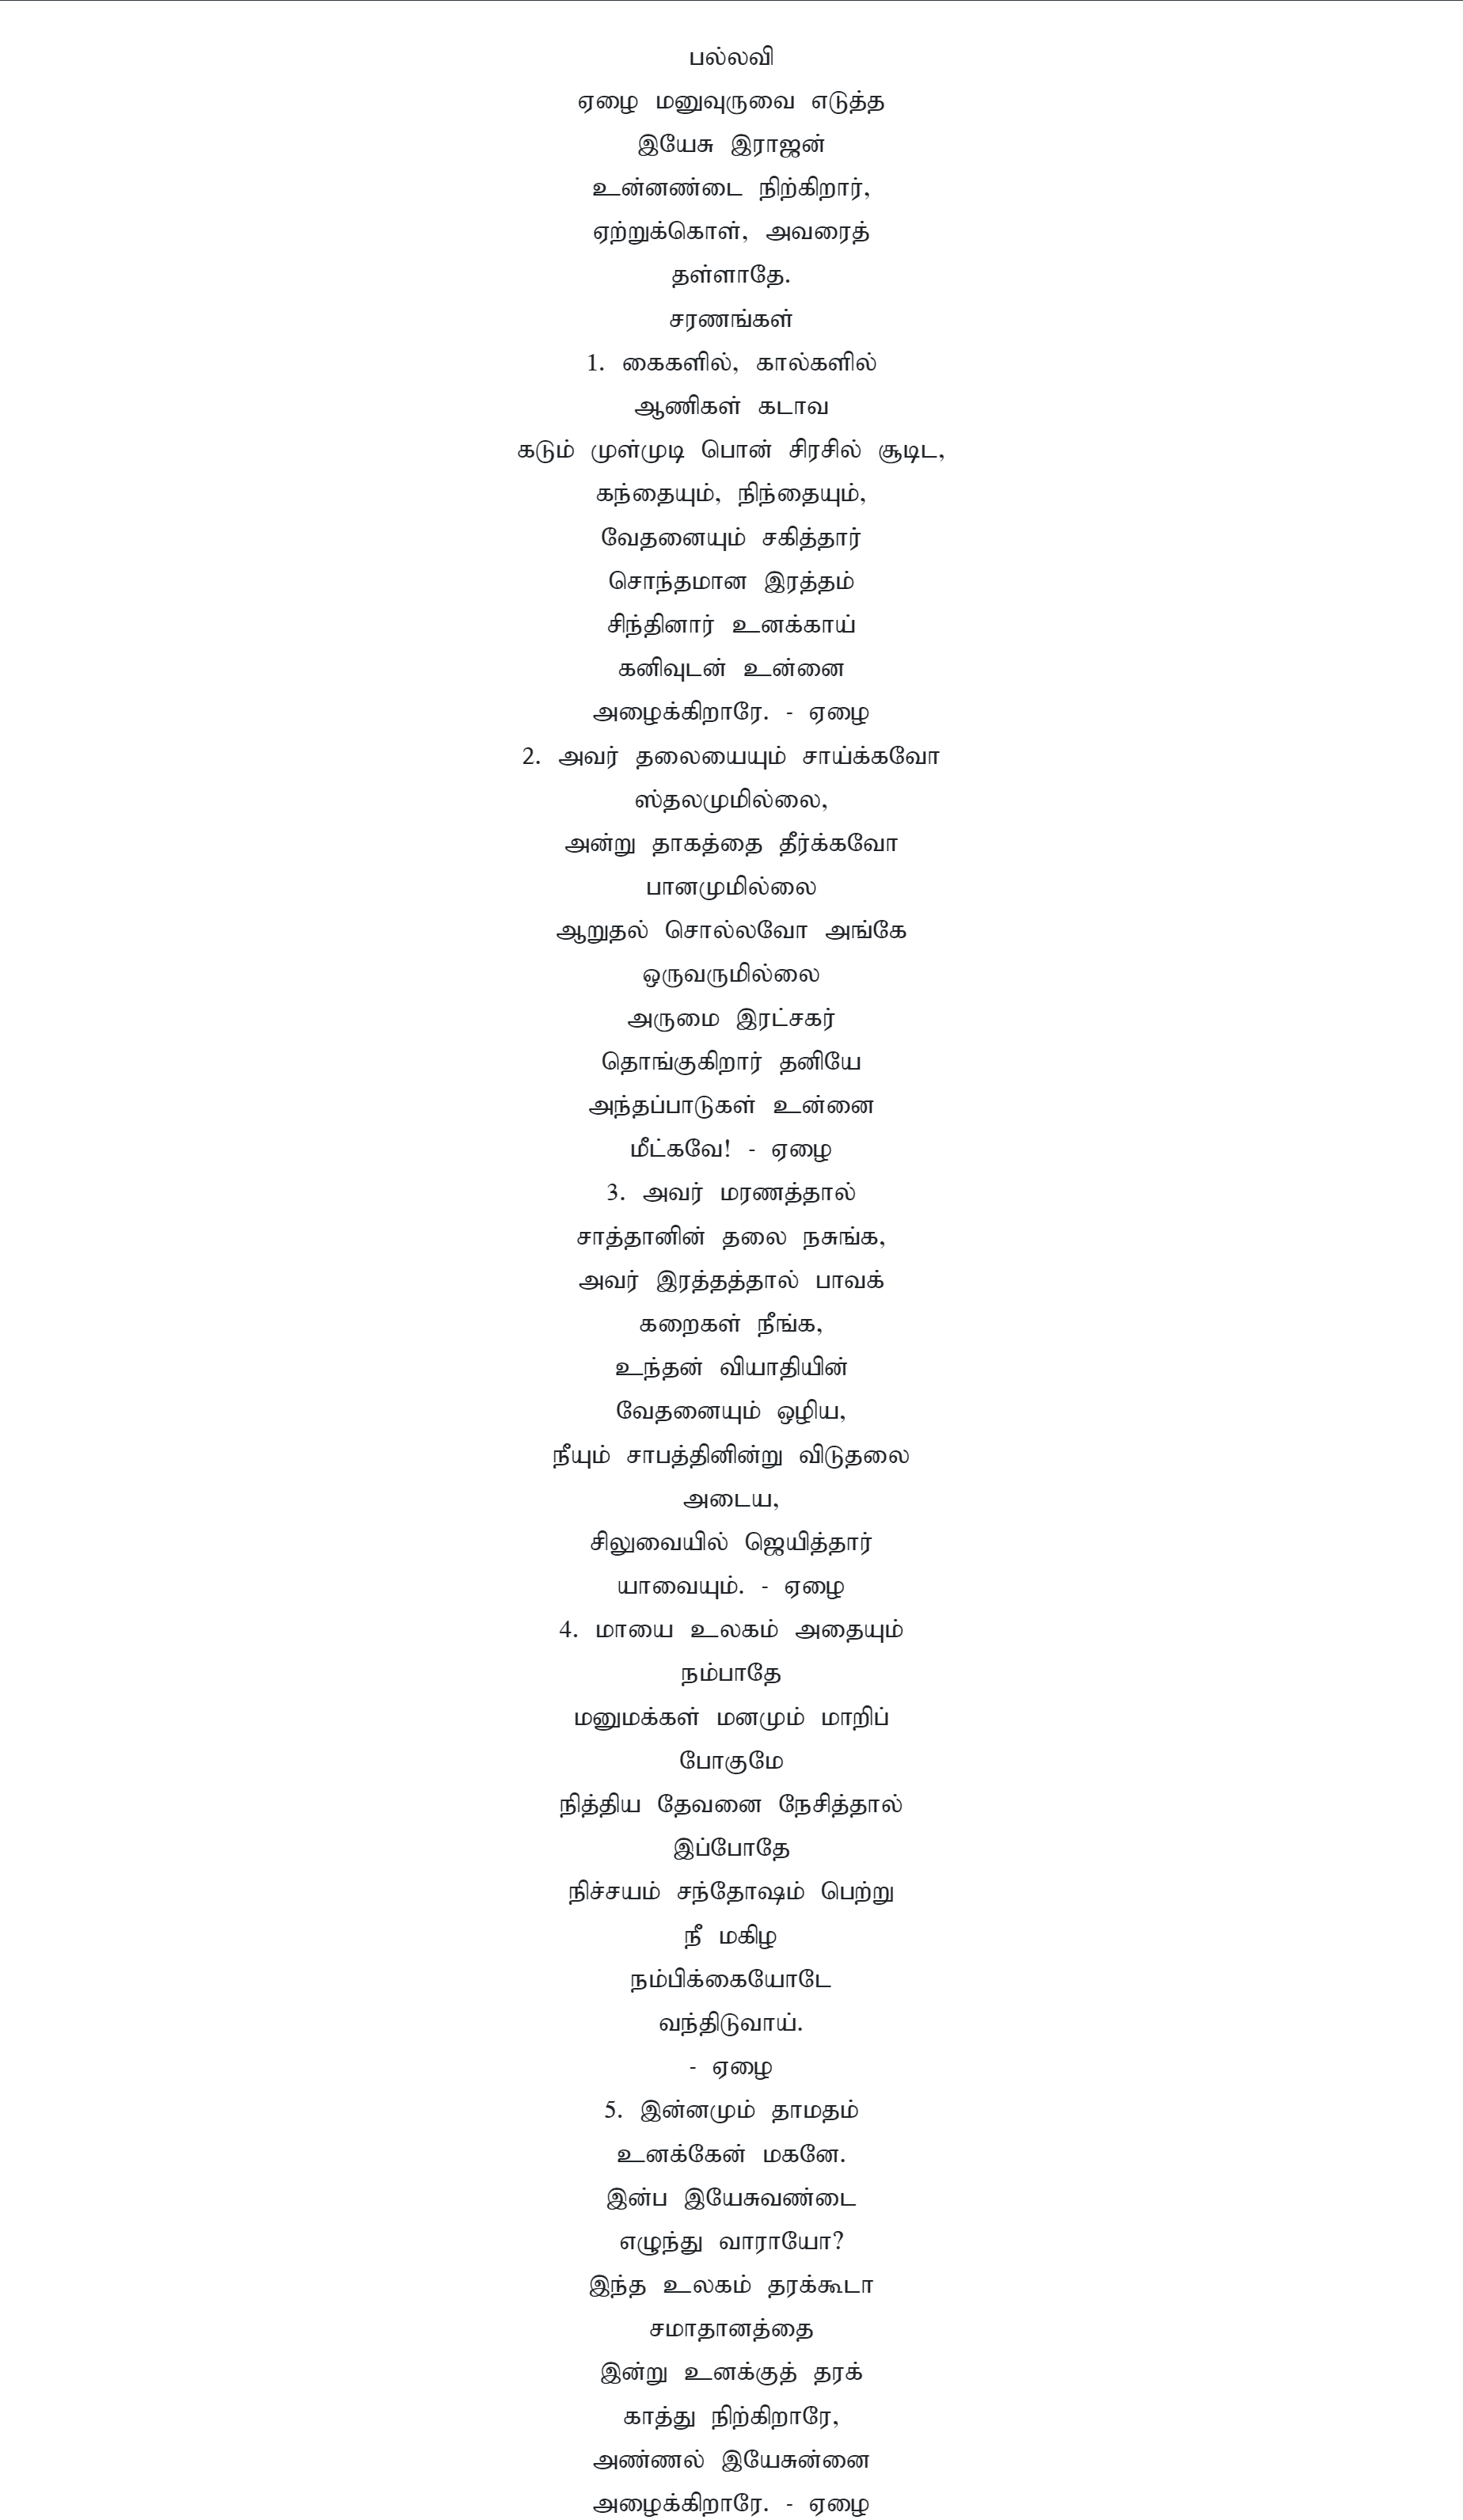 பல்லவி
ஏழை மனுவுருவை எடுத்த
இயேசு இராஜன்
உன்னண்டை நிற்கிறார்,
ஏற்றுக்கொள், அவரைத்
தள்ளாதே.
சரணங்கள்
1. கைகளில், கால்களில்
ஆணிகள் கடாவ
கடும் முள்முடி பொன் சிரசில் சூடிட,
கந்தையும், நிந்தையும்,
வேதனையும் சகித்தார்
சொந்தமான இரத்தம்
சிந்தினார் உனக்காய்
கனிவுடன் உன்னை
அழைக்கிறாரே. - ஏழை
2. அவர் தலையையும் சாய்க்கவோ
ஸ்தலமுமில்லை,
அன்று தாகத்தை தீர்க்கவோ
பானமுமில்லை
ஆறுதல் சொல்லவோ அங்கே
ஒருவருமில்லை
அருமை இரட்சகர்
தொங்குகிறார் தனியே
அந்தப்பாடுகள் உன்னை
மீட்கவே! - ஏழை
3. அவர் மரணத்தால்
சாத்தானின் தலை நசுங்க,
அவர் இரத்தத்தால் பாவக்
கறைகள் நீங்க,
உந்தன் வியாதியின்
வேதனையும் ஒழிய,
நீயும் சாபத்தினின்று விடுதலை
அடைய,
சிலுவையில் ஜெயித்தார்
யாவையும். - ஏழை
4. மாயை உலகம் அதையும்
நம்பாதே
மனுமக்கள் மனமும் மாறிப்
போகுமே
நித்திய தேவனை நேசித்தால்
இப்போதே
நிச்சயம் சந்தோஷம் பெற்று
நீ மகிழ
நம்பிக்கையோடே
வந்திடுவாய்.
- ஏழை
5. இன்னமும் தாமதம்
உனக்கேன் மகனே.
இன்ப இயேசுவண்டை
எழுந்து வாராயோ?
இந்த உலகம் தரக்கூடா
சமாதானத்தை
இன்று உனக்குத் தரக்
காத்து நிற்கிறாரே,
அண்ணல் இயேசுன்னை
அழைக்கிறாரே. - ஏழை